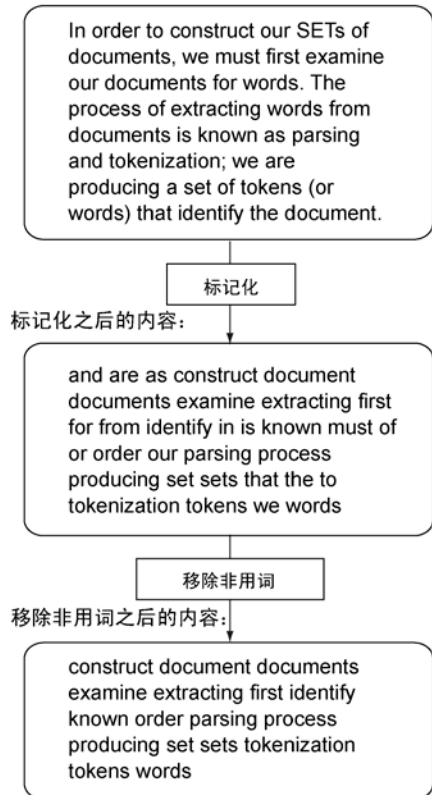 In order to construct our SETs of
documents, we must first examine
our documents for words. The
process of extracting words from
documents is known as parsing
and tokenization; we are
producing a set of tokens (or
words) that identify the document.
标记化
标记化之后的内容：
and are as construct document
documents examine extracting first
for from identify in is known must of
or order our parsing process
producing set sets that the to
tokenization tokens we words
移除非用词
移除非用词之后的内容：
construct document documents
examine extracting first identify
known order parsing process
producing set sets tokenization
tokens words